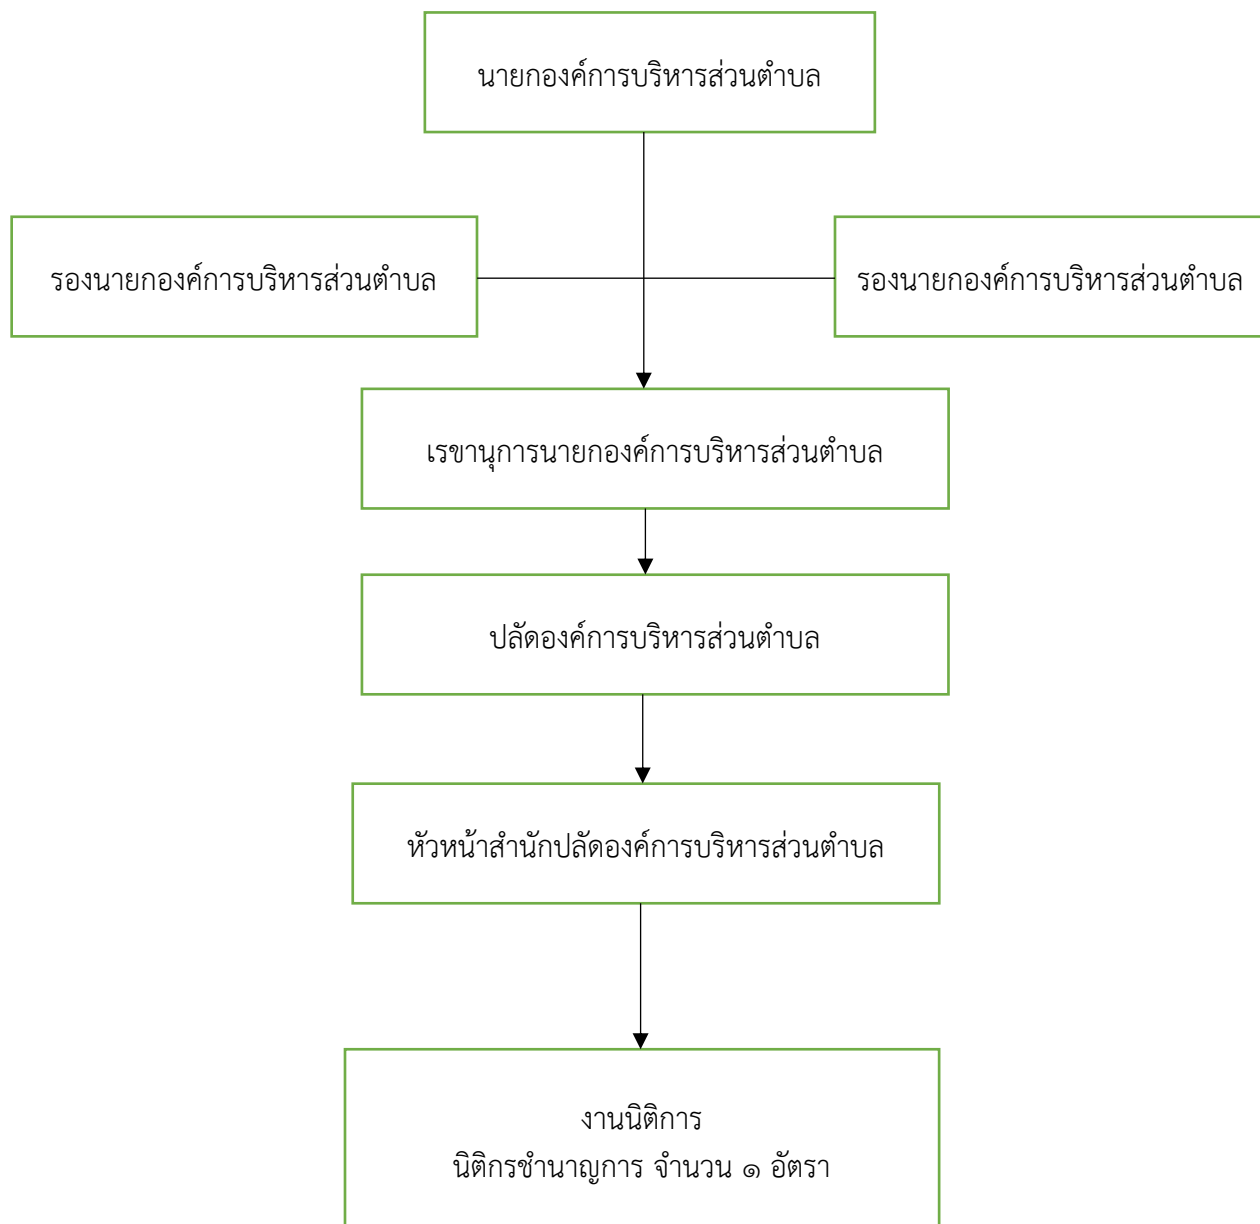 นายกองค์การบริหารส่วนตำบล
รองนายกองค์การบริหารส่วนตำบล
รองนายกองค์การบริหารส่วนตำบล
เรขานุการนายกองค์การบริหารส่วนตำบล
ปลัดองค์การบริหารส่วนตำบล
หัวหน้าสำนักปลัดองค์การบริหารส่วนตำบล
งานนิติการ
นิติกรชำนาญการ จำนวน ๑ อัตรา